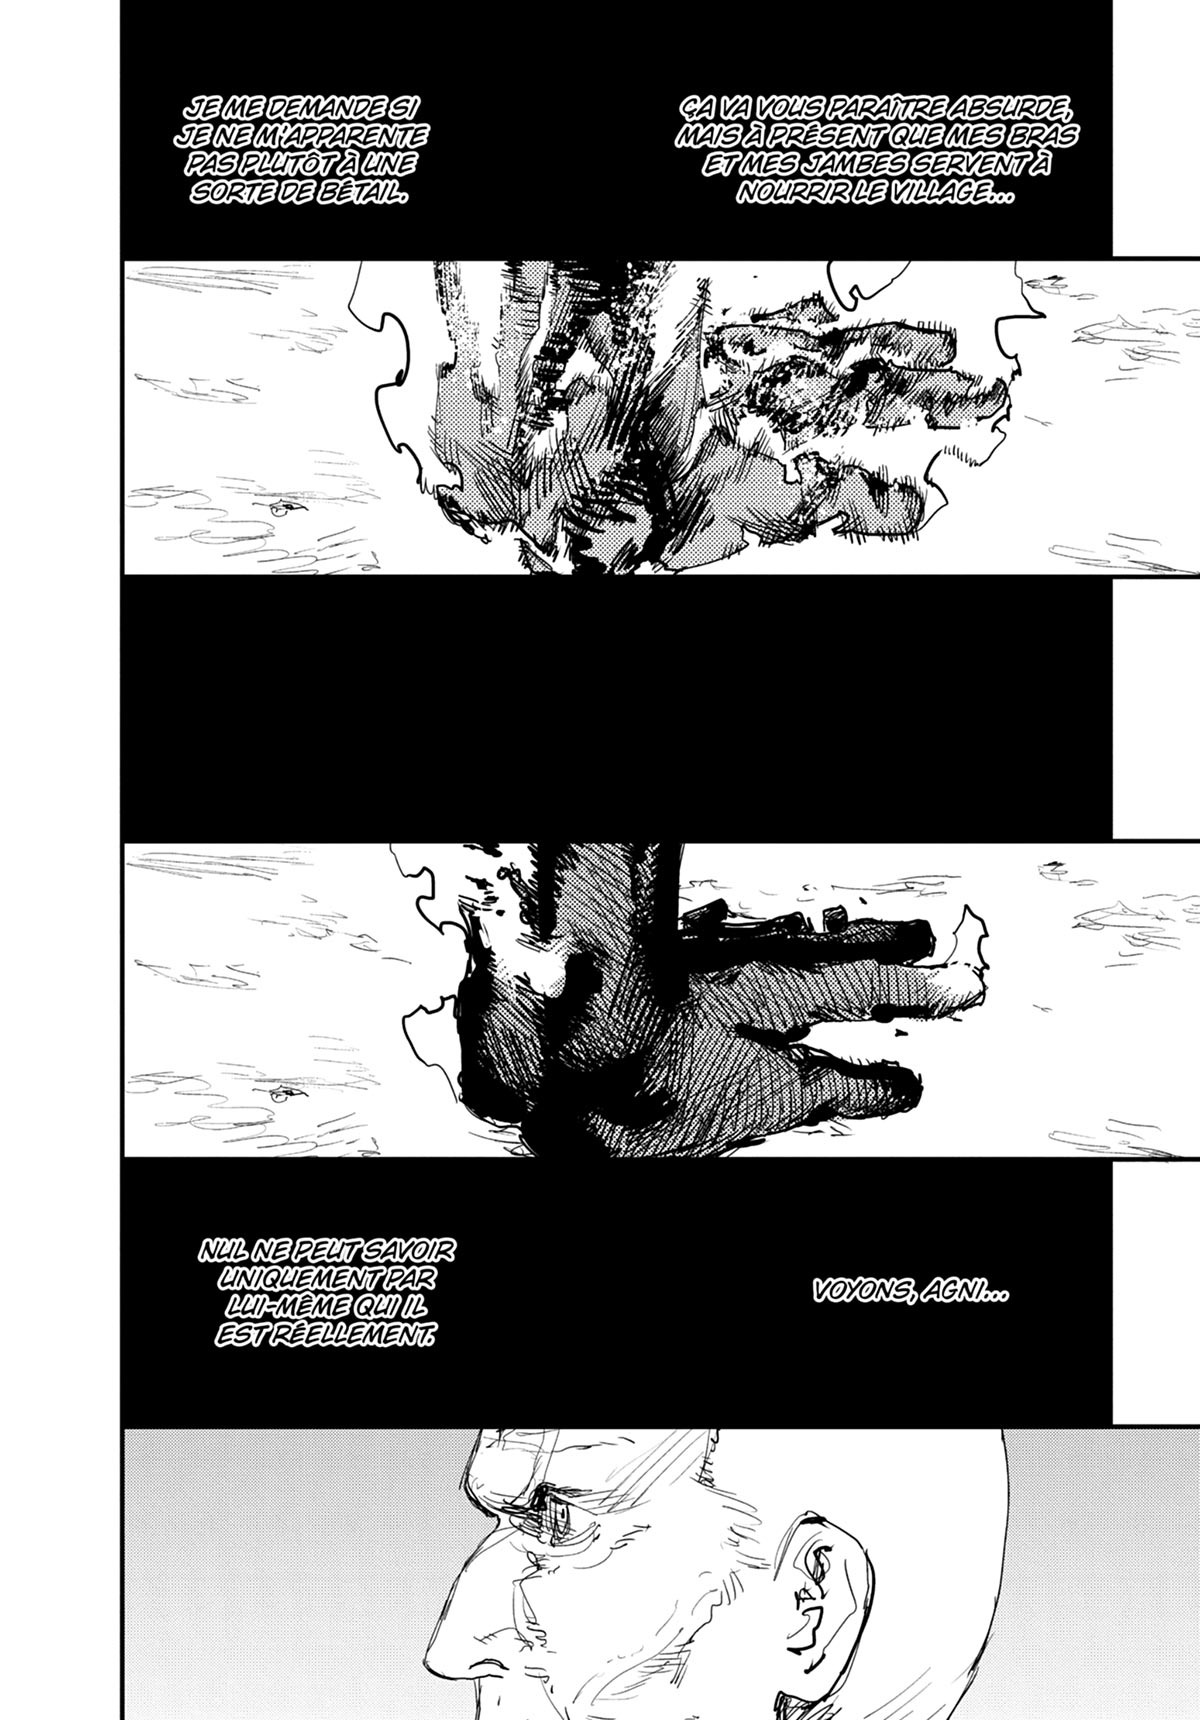 ÇA VA VOUS PARAÎTRE ABSURDE,
MAIS À PRÉSENT QUE MES BRAS
ET MES JAMBES SERVENT À
NOURRIR LE VILLAGE...
JE ME DEMANDE SI
JE NE M'APPARENTE
PAS PLUTÔT À UNE
SORTE DE BÉTAIL.
VOYONS, AGNI...
NUL NE PEUT SAVOIR
UNIQUEMENT PAR
LUI-MÊME QUI IL
EST RÉELLEMENT.